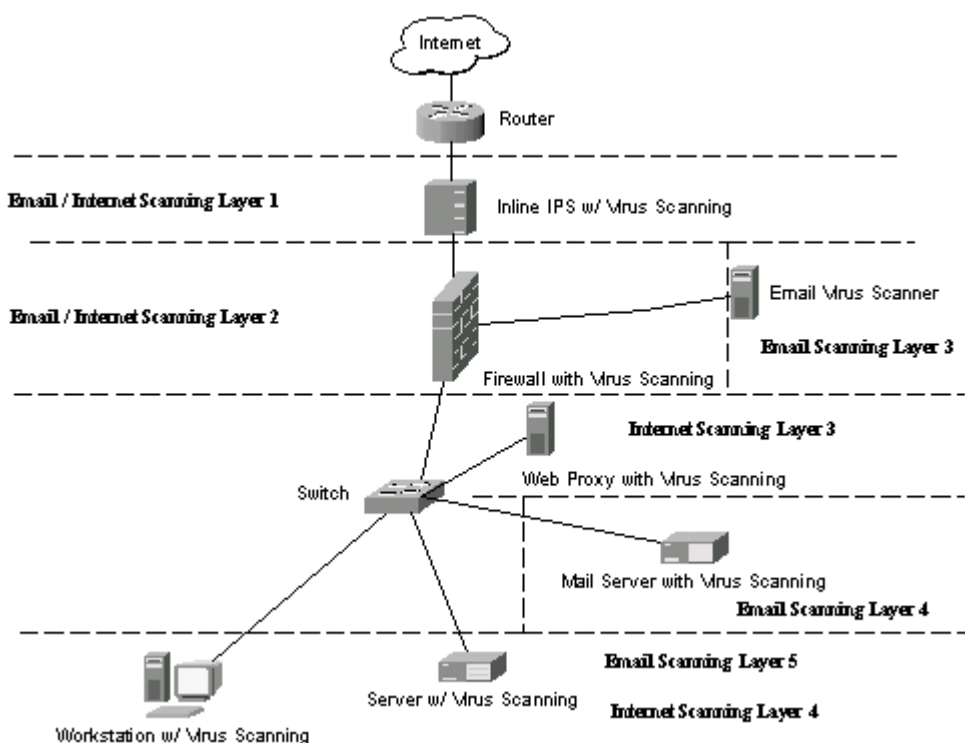 Internet
Router
Email / Internet Scanning Layer 1
Inline IPS w/ Virus Scanning
Email / Internet Scanning Layer 2
Email Virus Scanner
Email Scanning Layer 3
Firewall with Virus Scanning
Internet Scanning Layer 3
Switch
Web Proxy with Virus Scanning
Mail Server with Virus Scanning
Email Scanning Layer 4
Email Scanning Layer 5
Server w/ Virus Scanning
Internet Scanning Layer 4
Workstation w/ Virus Scanning